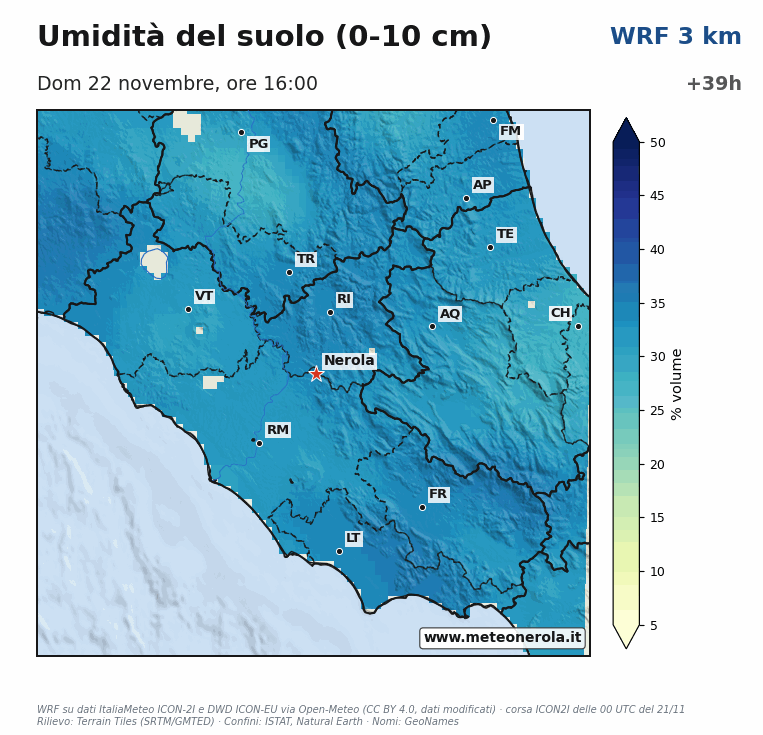 Umidità del suolo (0-10 cm)
WRF 3 km
Dom 22 novembre, ore 16:00
+39h
FM
PG
AP
TE
TR
VT
RI
AQ
CH
Nerola
RM
FR
LT
www.meteonerola.it
50
45
40
35
30
25
20
15
10
5
% volume
WRF su dati ItaliaMeteo ICON-2I e DWD ICON-EU via Open-Meteo (CC BY 4.0, dati modificati) · corsa ICON2I delle 00 UTC del 21/11
Rilievo: Terrain Tiles (SRTM/GMTED) · Confini: ISTAT, Natural Earth · Nomi: GeoNames